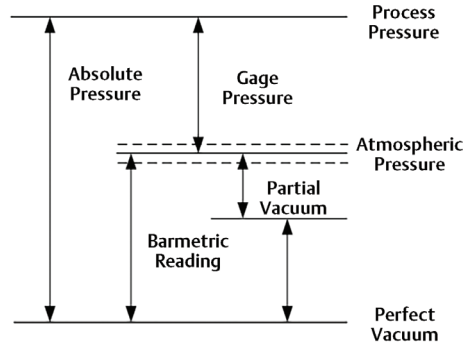 Process
Pressure
Absolute
Pressure
Gage
Pressure
Atmospheric
Pressure
Partial
Vacuum
Barmetric
Reading
Perfect
Vacuum